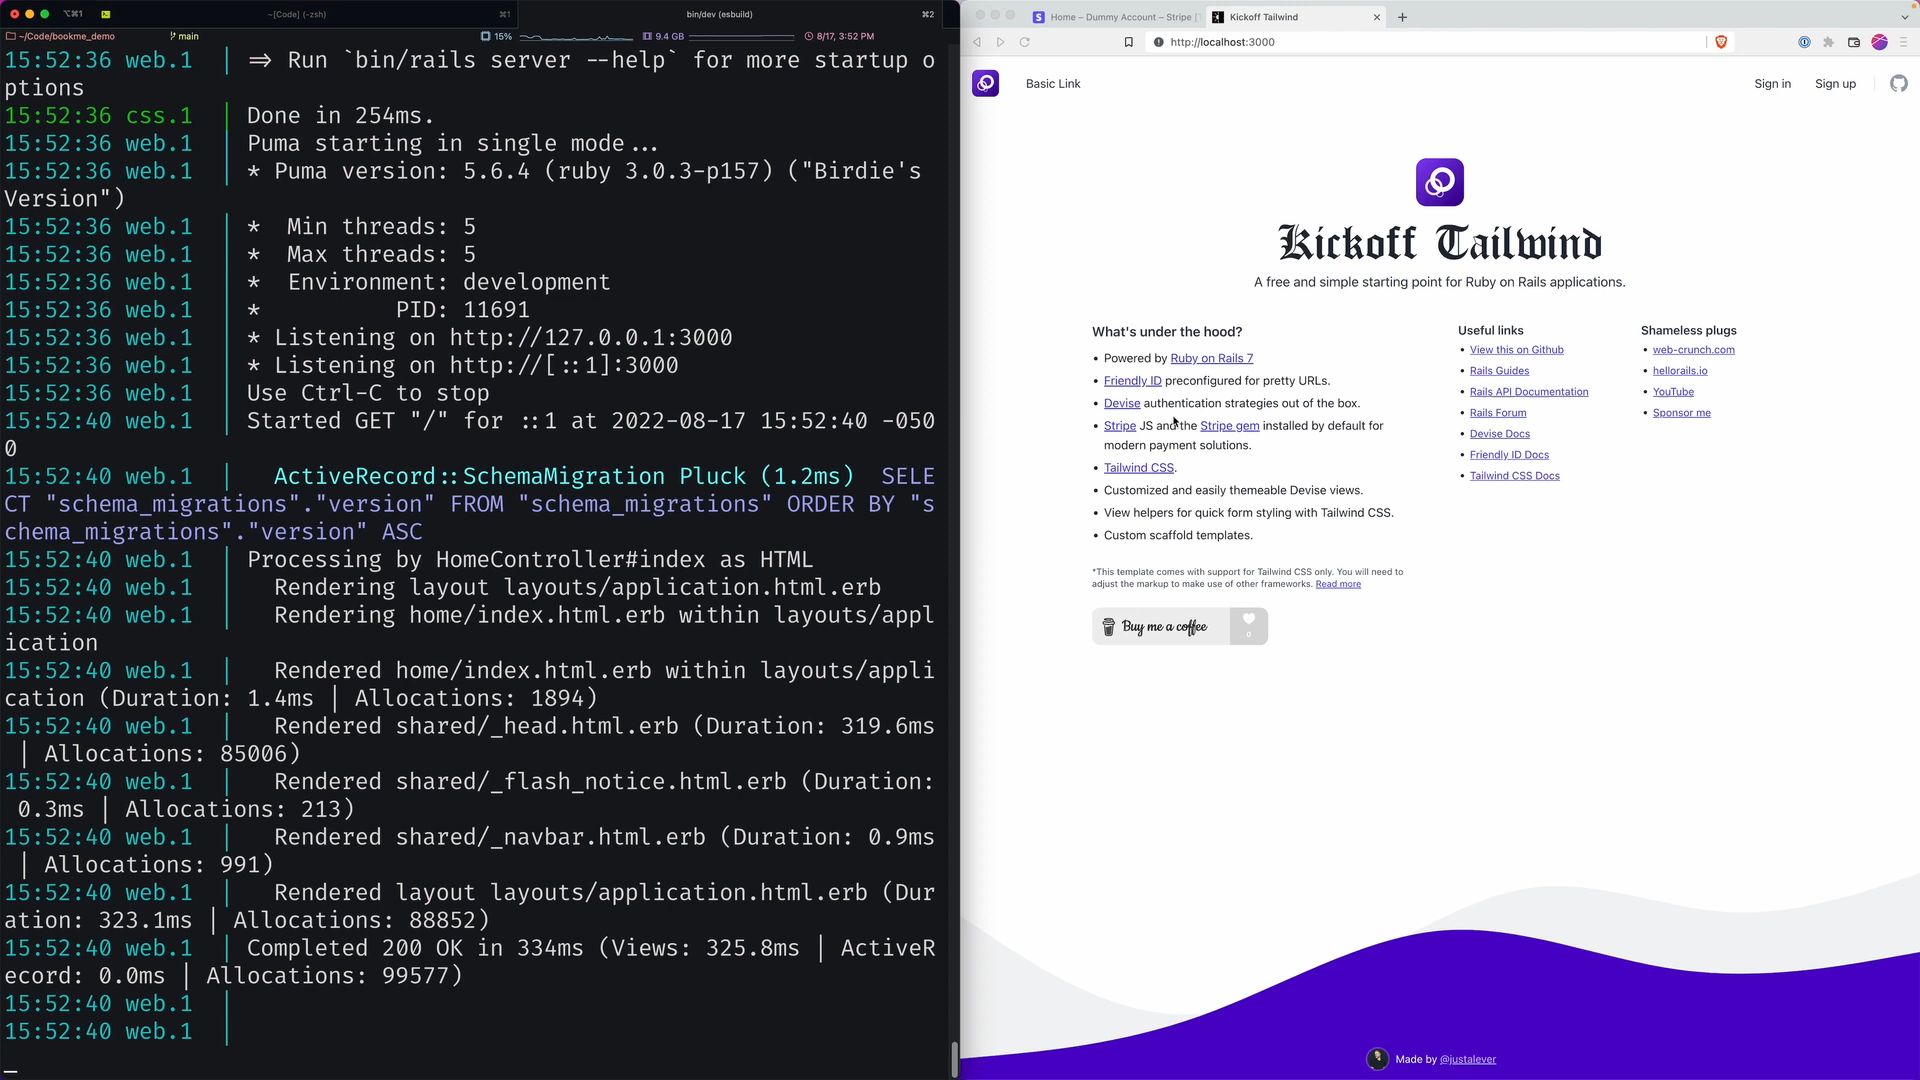 ⌥⌘1
~[Code] (-zsh)
⌘1
bin/dev (esbuild)
⌘2
~/Code/bookme_demo
main
15%
9.4 GB
8/17, 3:52 PM
15:52:36 web.1 | => Run `bin/rails server --help` for more startup o
ptions
15:52:36 css.1 | Done in 254ms.
15:52:36 web.1 | Puma starting in single mode...
15:52:36 web.1 | * Puma version: 5.6.4 (ruby 3.0.3-p157) ("Birdie's
Version")
15:52:36 web.1 | *  Min threads: 5
15:52:36 web.1 | *  Max threads: 5
15:52:36 web.1 | *  Environment: development
15:52:36 web.1 | *          PID: 11691
15:52:36 web.1 | * Listening on http://127.0.0.1:3000
15:52:36 web.1 | * Listening on http://[::1]:3000
15:52:36 web.1 | Use Ctrl-C to stop
15:52:40 web.1 | Started GET "/" for ::1 at 2022-08-17 15:52:40 -050
0
15:52:40 web.1 |   ActiveRecord::SchemaMigration Pluck (1.2ms)  SELE
CT "schema_migrations"."version" FROM "schema_migrations" ORDER BY "s
chema_migrations"."version" ASC
15:52:40 web.1 | Processing by HomeController#index as HTML
15:52:40 web.1 |   Rendering layout layouts/application.html.erb
15:52:40 web.1 |   Rendering home/index.html.erb within layouts/appl
ication
15:52:40 web.1 |   Rendered home/index.html.erb within layouts/appli
cation (Duration: 1.4ms | Allocations: 1894)
15:52:40 web.1 |   Rendered shared/_head.html.erb (Duration: 319.6ms
| Allocations: 85006)
15:52:40 web.1 |   Rendered shared/_flash_notice.html.erb (Duration:
0.3ms | Allocations: 213)
15:52:40 web.1 |   Rendered shared/_navbar.html.erb (Duration: 0.9ms
| Allocations: 991)
15:52:40 web.1 |   Rendered layout layouts/application.html.erb (Dur
ation: 323.1ms | Allocations: 88852)
15:52:40 web.1 | Completed 200 OK in 334ms (Views: 325.8ms | ActiveR
ecord: 0.0ms | Allocations: 99577)
15:52:40 web.1 |
15:52:40 web.1 |
S
Home – Dummy Account – Stripe [
Kickoff Tailwind
http://localhost:3000
Basic Link
Sign in
Sign up
Kickoff Tailwind
A free and simple starting point for Ruby on Rails applications.
What's under the hood?
• Powered by Ruby on Rails 7
• Friendly ID preconfigured for pretty URLs.
• Devise authentication strategies out of the box.
• Stripe JS and the Stripe gem installed by default for
modern payment solutions.
• Tailwind CSS.
• Customized and easily themeable Devise views.
• View helpers for quick form styling with Tailwind CSS.
• Custom scaffold templates.
*This template comes with support for Tailwind CSS only. You will need to
adjust the markup to make use of other frameworks. Read more
Buy me a coffee
0
Useful links
• View this on Github
• Rails Guides
• Rails API Documentation
• Rails Forum
• Devise Docs
• Friendly ID Docs
• Tailwind CSS Docs
Shameless plugs
• web-crunch.com
• hellorails.io
• YouTube
• Sponsor me
Made by @justalever